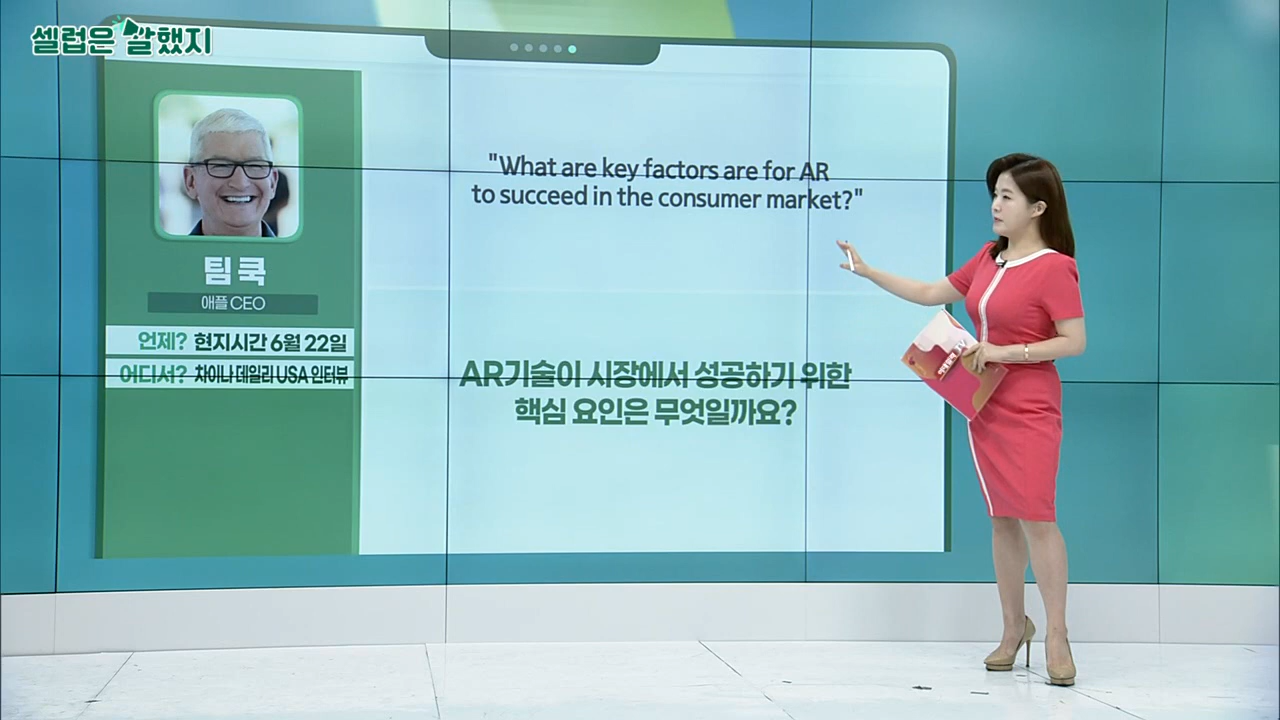 셀럽은 말했지
"What are key factors are for AR
to succeed in the consumer market?"
팀 쿡
애플 CEO
언제? 현지시간 6월 22일
어디서? 차이나 데일리 USA 인터뷰
AR기술이 시장에서 성공하기 위한
핵심 요인은 무엇일까요?